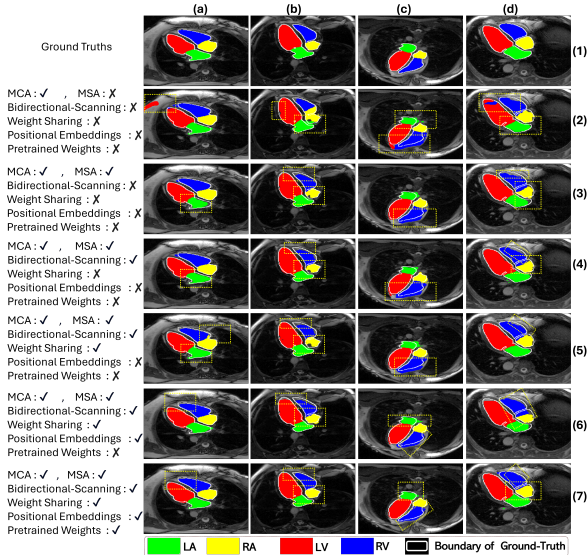 (a) (b) (c) (d)
Ground Truths (1)
MCA : ✓ , MSA : ✗
Bidirectional-Scanning : ✗
Weight Sharing : ✗ (2)
Positional Embeddings : ✗
Pretrained Weights : ✗
MCA : ✓ , MSA : ✓
Bidirectional-Scanning : ✗
Weight Sharing : ✗ (3)
Positional Embeddings : ✗
Pretrained Weights : ✗
MCA : ✓ , MSA : ✓
Bidirectional-Scanning : ✓
Weight Sharing : ✗ (4)
Positional Embeddings : ✗
Pretrained Weights : ✗
MCA : ✓ , MSA : ✓
Bidirectional-Scanning : ✓
Weight Sharing : ✓ (5)
Positional Embeddings : ✗
Pretrained Weights : ✗
MCA : ✓ , MSA : ✓
Bidirectional-Scanning : ✓
Weight Sharing : ✓ (6)
Positional Embeddings : ✓
Pretrained Weights : ✗
MCA : ✓ , MSA : ✓
Bidirectional-Scanning : ✓
Weight Sharing : ✓ (7)
Positional Embeddings : ✓
Pretrained Weights : ✓
LA RA LV RV Boundary of Ground-Truth